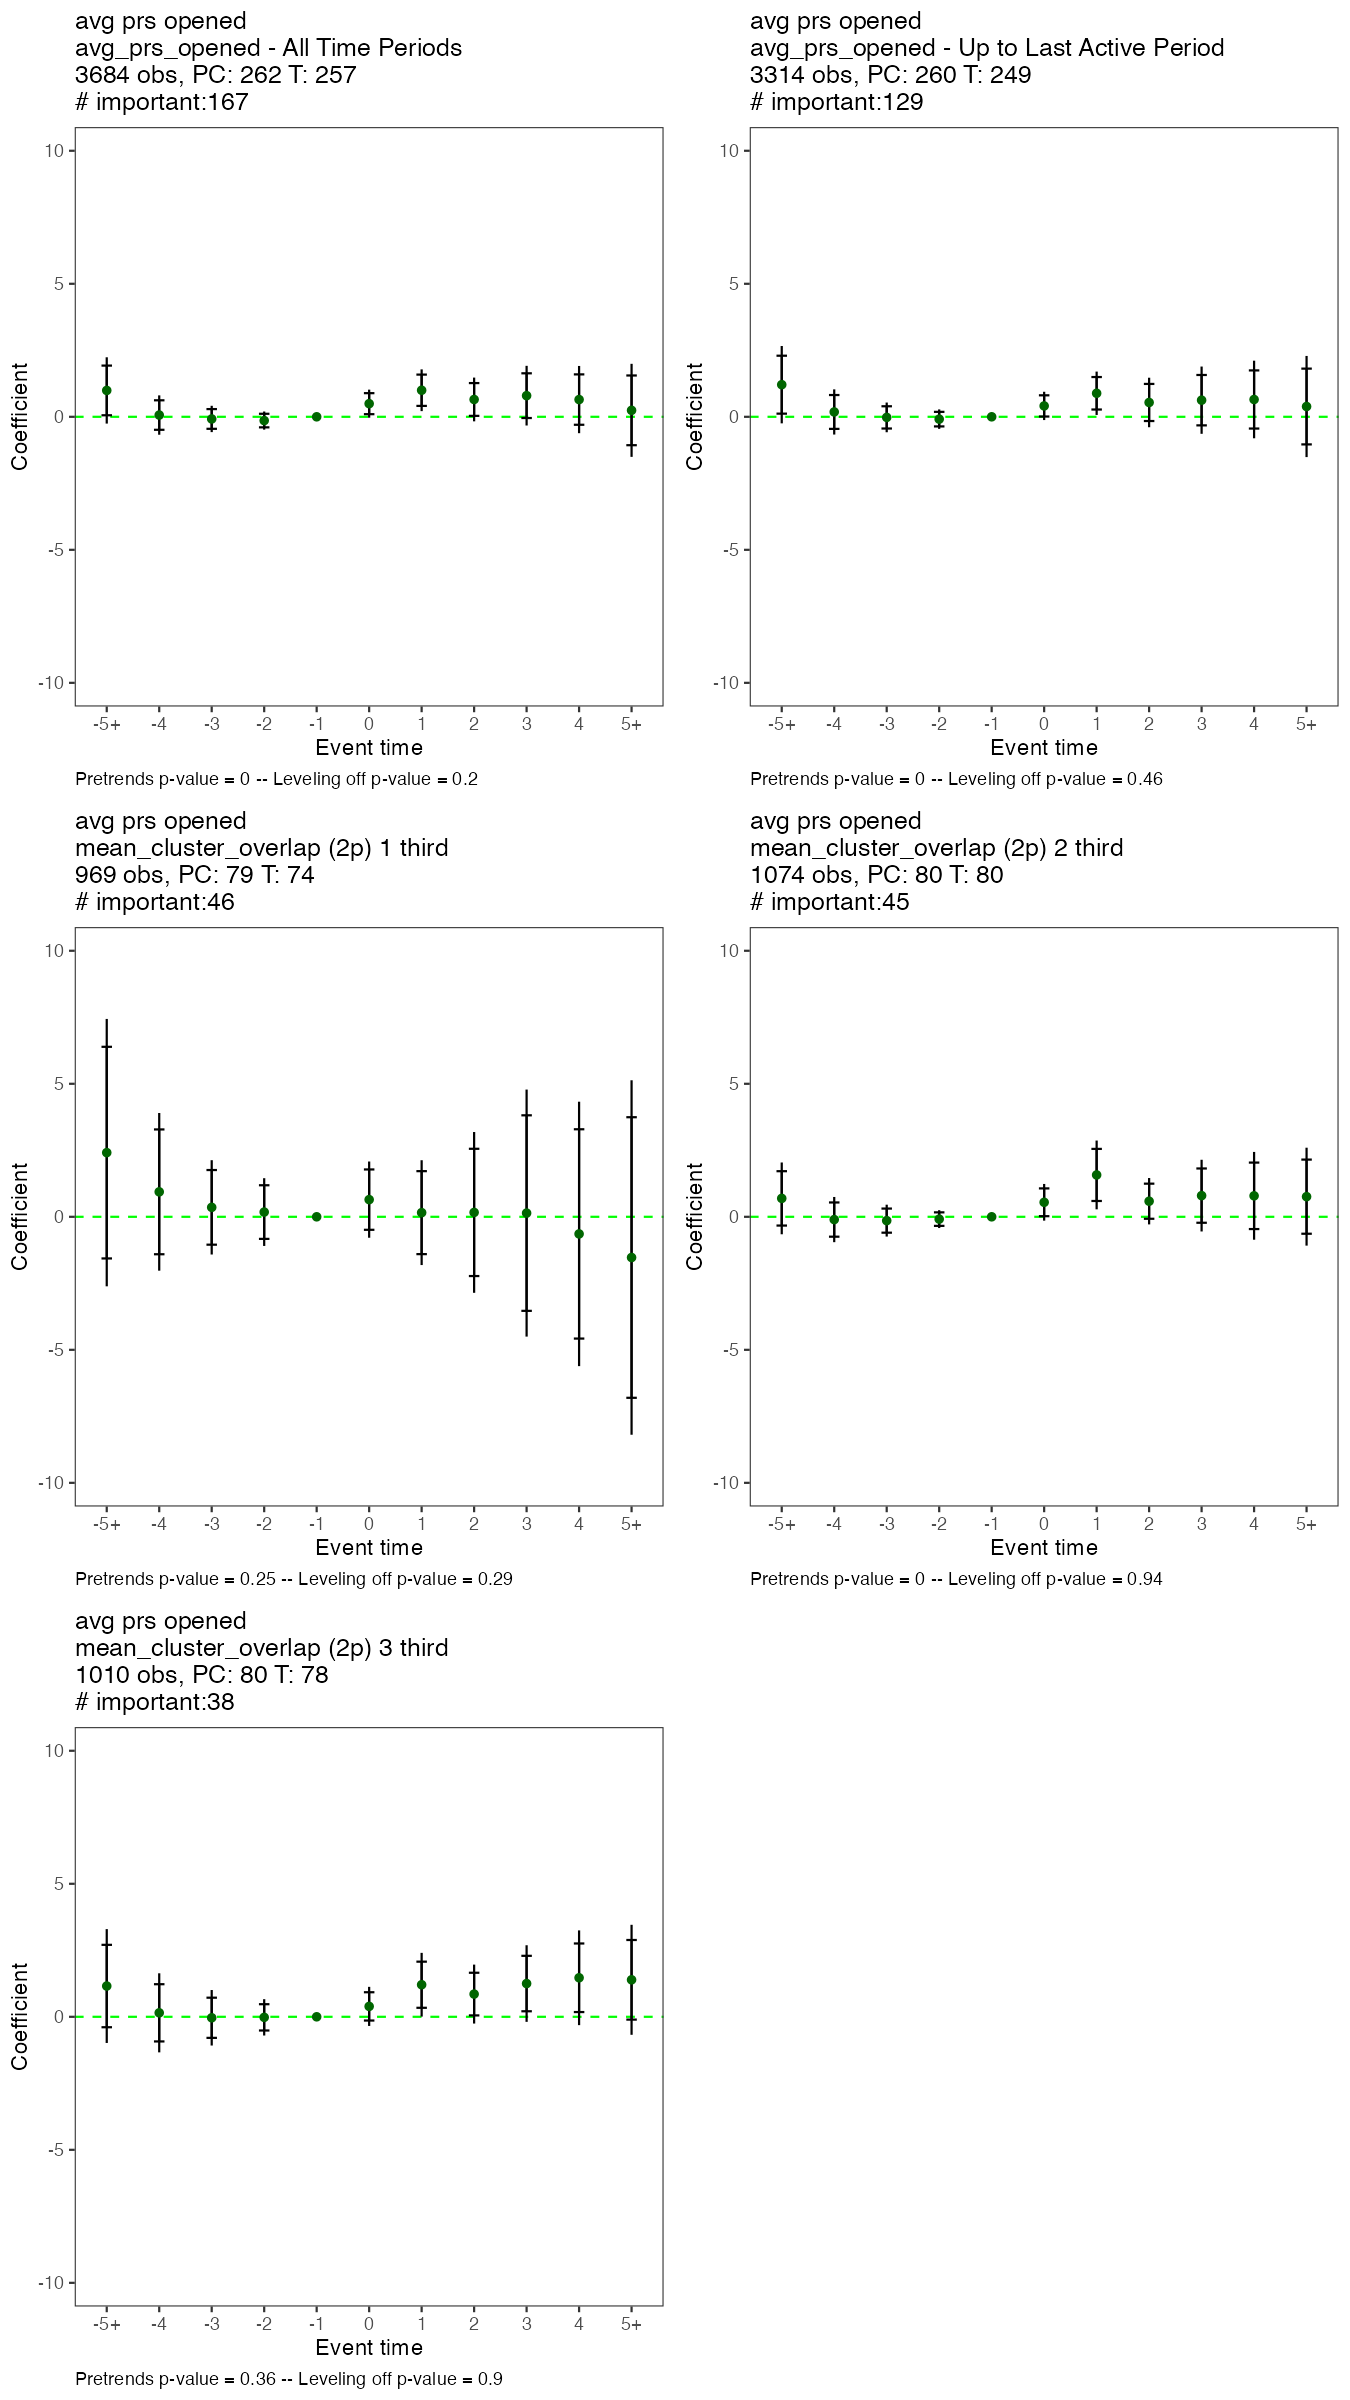 avg prs opened
avg_prs_opened - All Time Periods
3684 obs, PC: 262 T: 257
# important:167
10
5
0
-5
-10
Coefficient
-5+ -4 -3 -2 -1 0 1 2 3 4 5+
Event time
Pretrends p-value = 0 -- Leveling off p-value = 0.2
avg prs opened
avg_prs_opened - Up to Last Active Period
3314 obs, PC: 260 T: 249
# important:129
10
5
0
-5
-10
Coefficient
-5+ -4 -3 -2 -1 0 1 2 3 4 5+
Event time
Pretrends p-value = 0 -- Leveling off p-value = 0.46
avg prs opened
mean_cluster_overlap (2p) 1 third
969 obs, PC: 79 T: 74
# important:46
10
5
0
-5
-10
Coefficient
-5+ -4 -3 -2 -1 0 1 2 3 4 5+
Event time
Pretrends p-value = 0.25 -- Leveling off p-value = 0.29
avg prs opened
mean_cluster_overlap (2p) 2 third
1074 obs, PC: 80 T: 80
# important:45
10
5
0
-5
-10
Coefficient
-5+ -4 -3 -2 -1 0 1 2 3 4 5+
Event time
Pretrends p-value = 0 -- Leveling off p-value = 0.94
avg prs opened
mean_cluster_overlap (2p) 3 third
1010 obs, PC: 80 T: 78
# important:38
10
5
0
-5
-10
Coefficient
-5+ -4 -3 -2 -1 0 1 2 3 4 5+
Event time
Pretrends p-value = 0.36 -- Leveling off p-value = 0.9